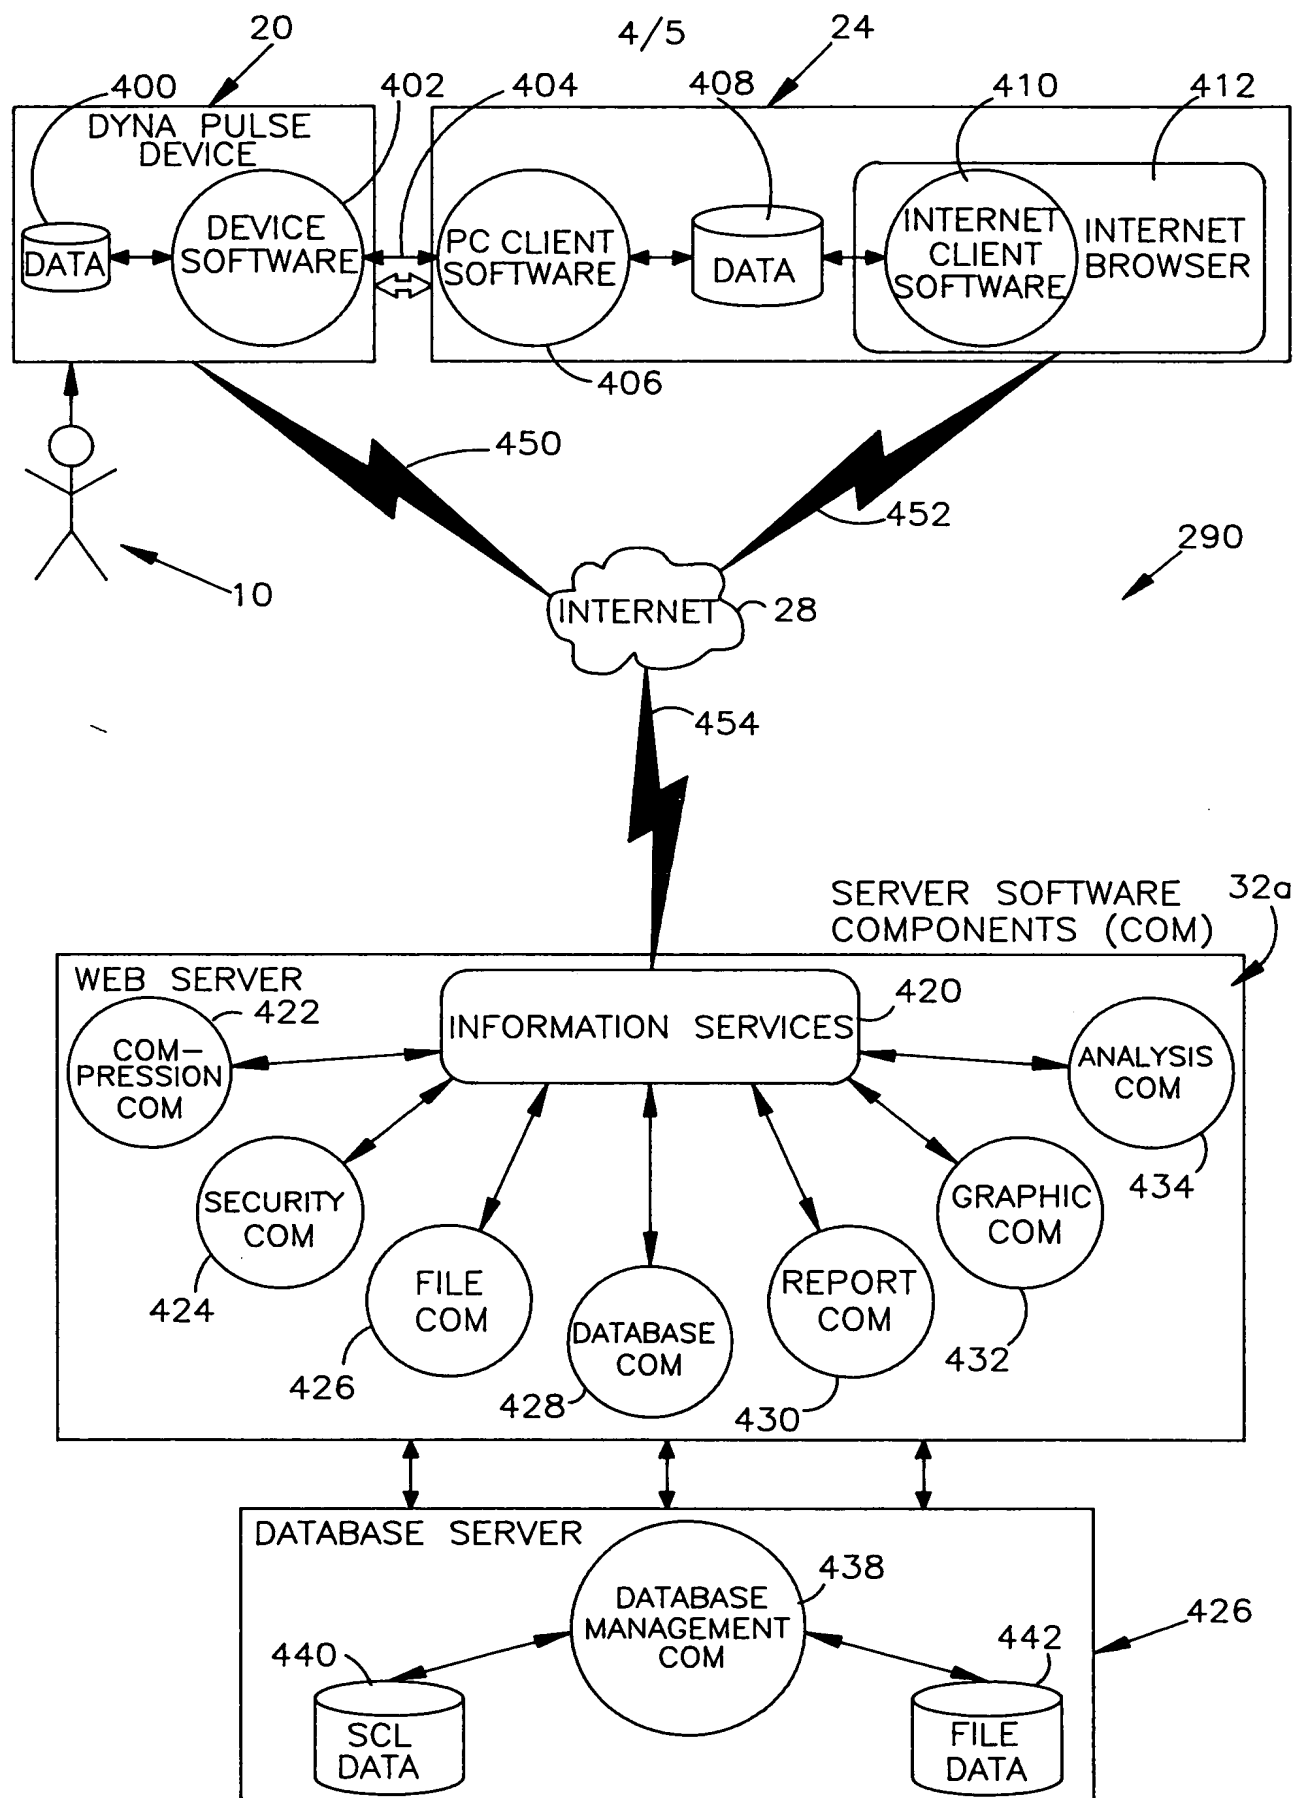 20
4/5
24
400
402
404
408
410
412
DYNA PULSE
DEVICE
DATA
DEVICE
SOFTWARE
PC CLIENT
SOFTWARE
DATA
INTERNET
CLIENT
SOFTWARE
INTERNET
BROWSER
406
450
452
10
INTERNET
28
290
454
SERVER SOFTWARE
COMPONENTS (COM)
32a
WEB SERVER
422
INFORMATION SERVICES
420
COM-
PRESSION
COM
ANALYSIS
COM
434
SECURITY
COM
424
GRAPHIC
COM
432
FILE
COM
426
REPORT
COM
430
DATABASE
COM
428
DATABASE SERVER
438
DATABASE
MANAGEMENT
COM
426
440
442
SCL
DATA
FILE
DATA